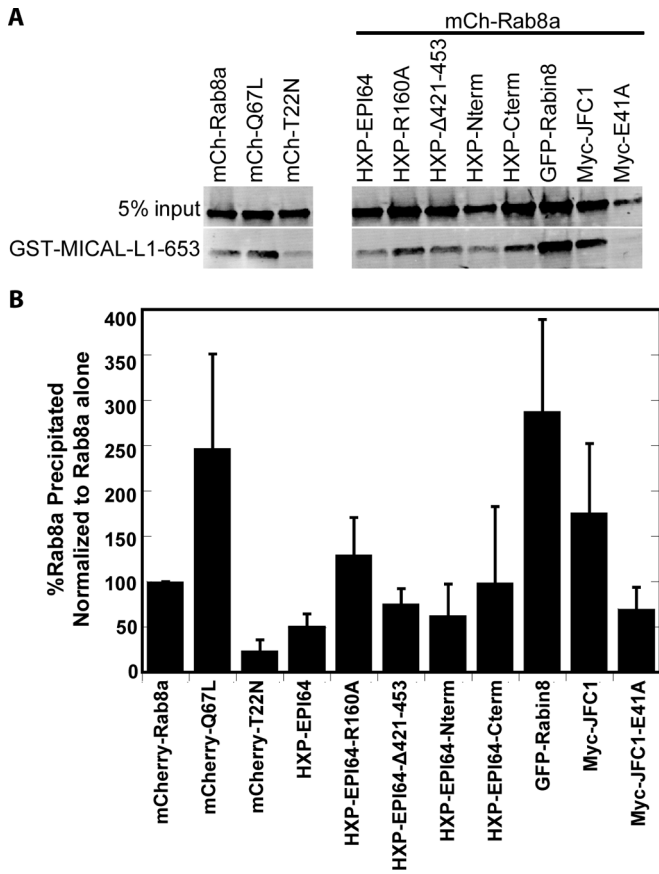 A
mCh-Rab8a
mCh-Rab8a
mCh-Q67L
mCh-T22N
HXP-EPI64
HXP-R160A
HXP-Δ421-453
HXP-Nterm
HXP-Cterm
GFP-Rabin8
Myc-JFC1
Myc-E41A
5% input
GST-MICAL-L1-653
B
%Rab8a Precipitated
Normalized to Rab8a alone
400
350
300
250
200
150
100
50
0
mCherry-Rab8a
mCherry-Q67L
mCherry-T22N
HXP-EPI64
HXP-EPI64-R160A
HXP-EPI64-Δ421-453
HXP-EPI64-Nterm
HXP-EPI64-Cterm
GFP-Rabin8
Myc-JFC1
Myc-JFC1-E41A